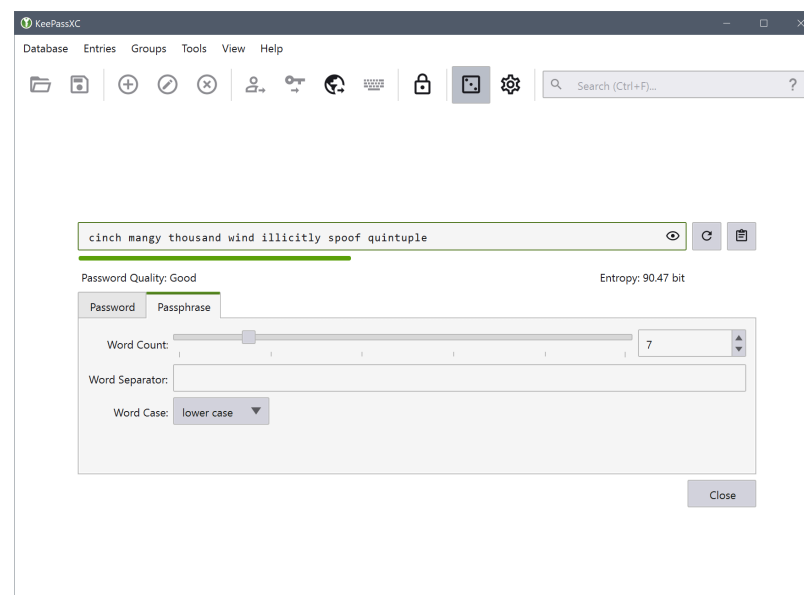 KeePassXC
Database Entries Groups Tools View Help
Search (Ctrl+F)... ?
cinch mangy thousand wind illicitly spoof quintuple
Password Quality: Good Entropy: 90.47 bit
Password Passphrase
Word Count: 7
Word Separator:
Word Case: lower case
Close